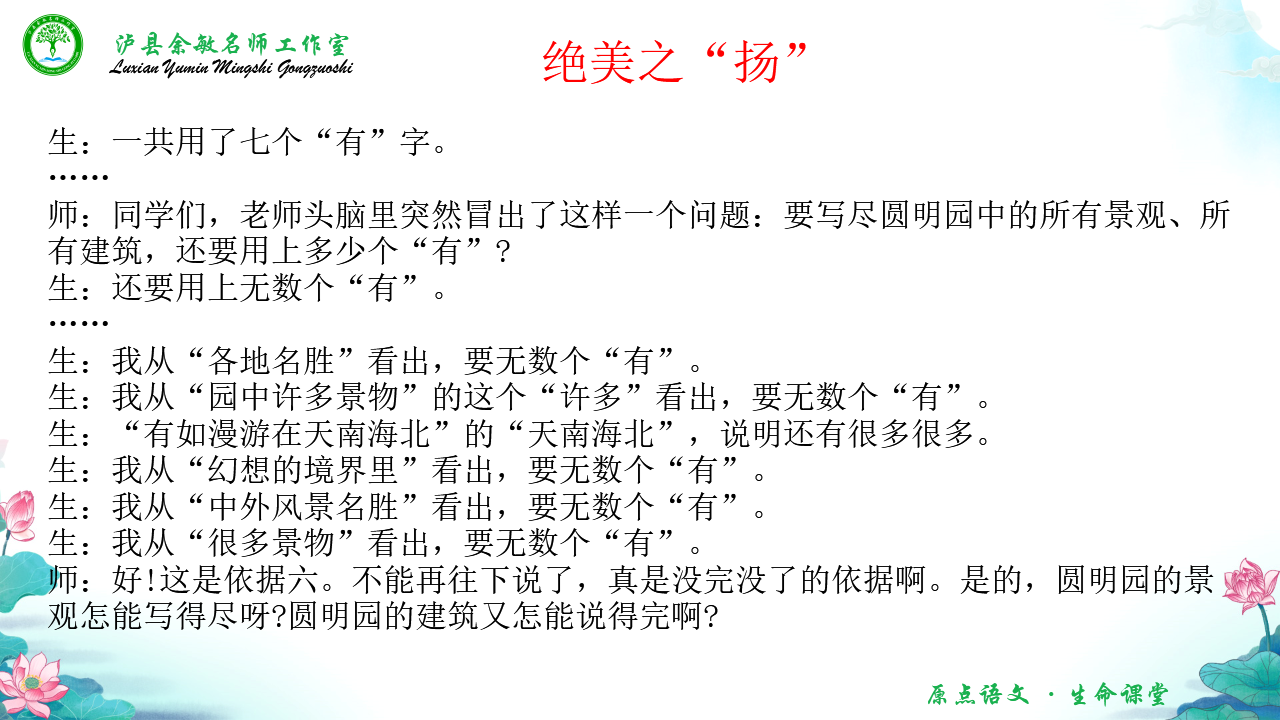 泸县余敏名师工作室
Luxian Yumin Mingshi Gongzuoshi
绝美之“扬”
生：一共用了七个“有”字。
……
师：同学们，老师头脑里突然冒出了这样一个问题：要写尽圆明园中的所有景观、所
有建筑，还要用上多少个“有”？
生：还要用上无数个“有”。
……
生：我从“各地名胜”看出，要无数个“有”。
生：我从“园中许多景物”的这个“许多”看出，要无数个“有”。
生：“有如漫游在天南海北”的“天南海北”，说明还有很多很多。
生：我从“幻想的境界里”看出，要无数个“有”。
生：我从“中外风景名胜”看出，要无数个“有”。
生：我从“很多景物”看出，要无数个“有”。
师：好!这是依据六。不能再往下说了，真是没完没了的依据啊。是的，圆明园的景
观怎能写得尽呀?圆明园的建筑又怎能说得完啊?
原点语文 · 生命课堂